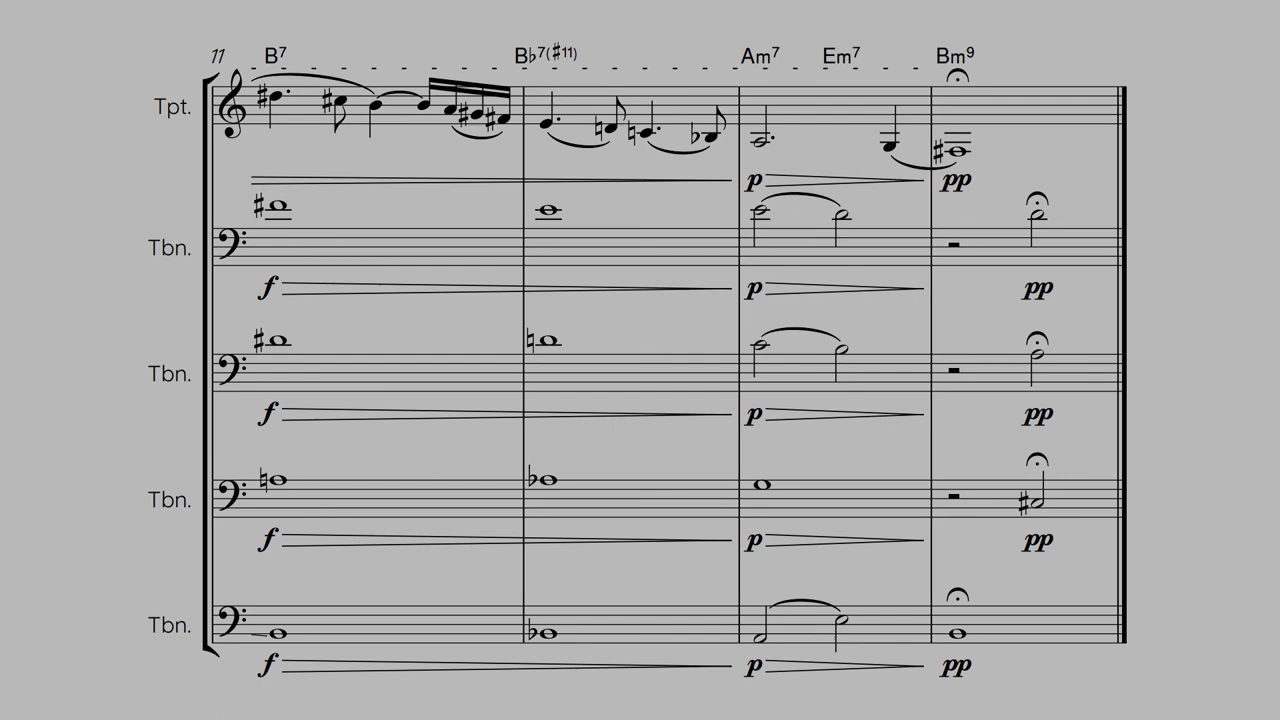 11 B7 B♭7(♯11) Am7 Em7 Bm9
Tpt.
p pp
Tbn.
f p pp
Tbn.
f p pp
Tbn.
f p pp
Tbn.
f p pp